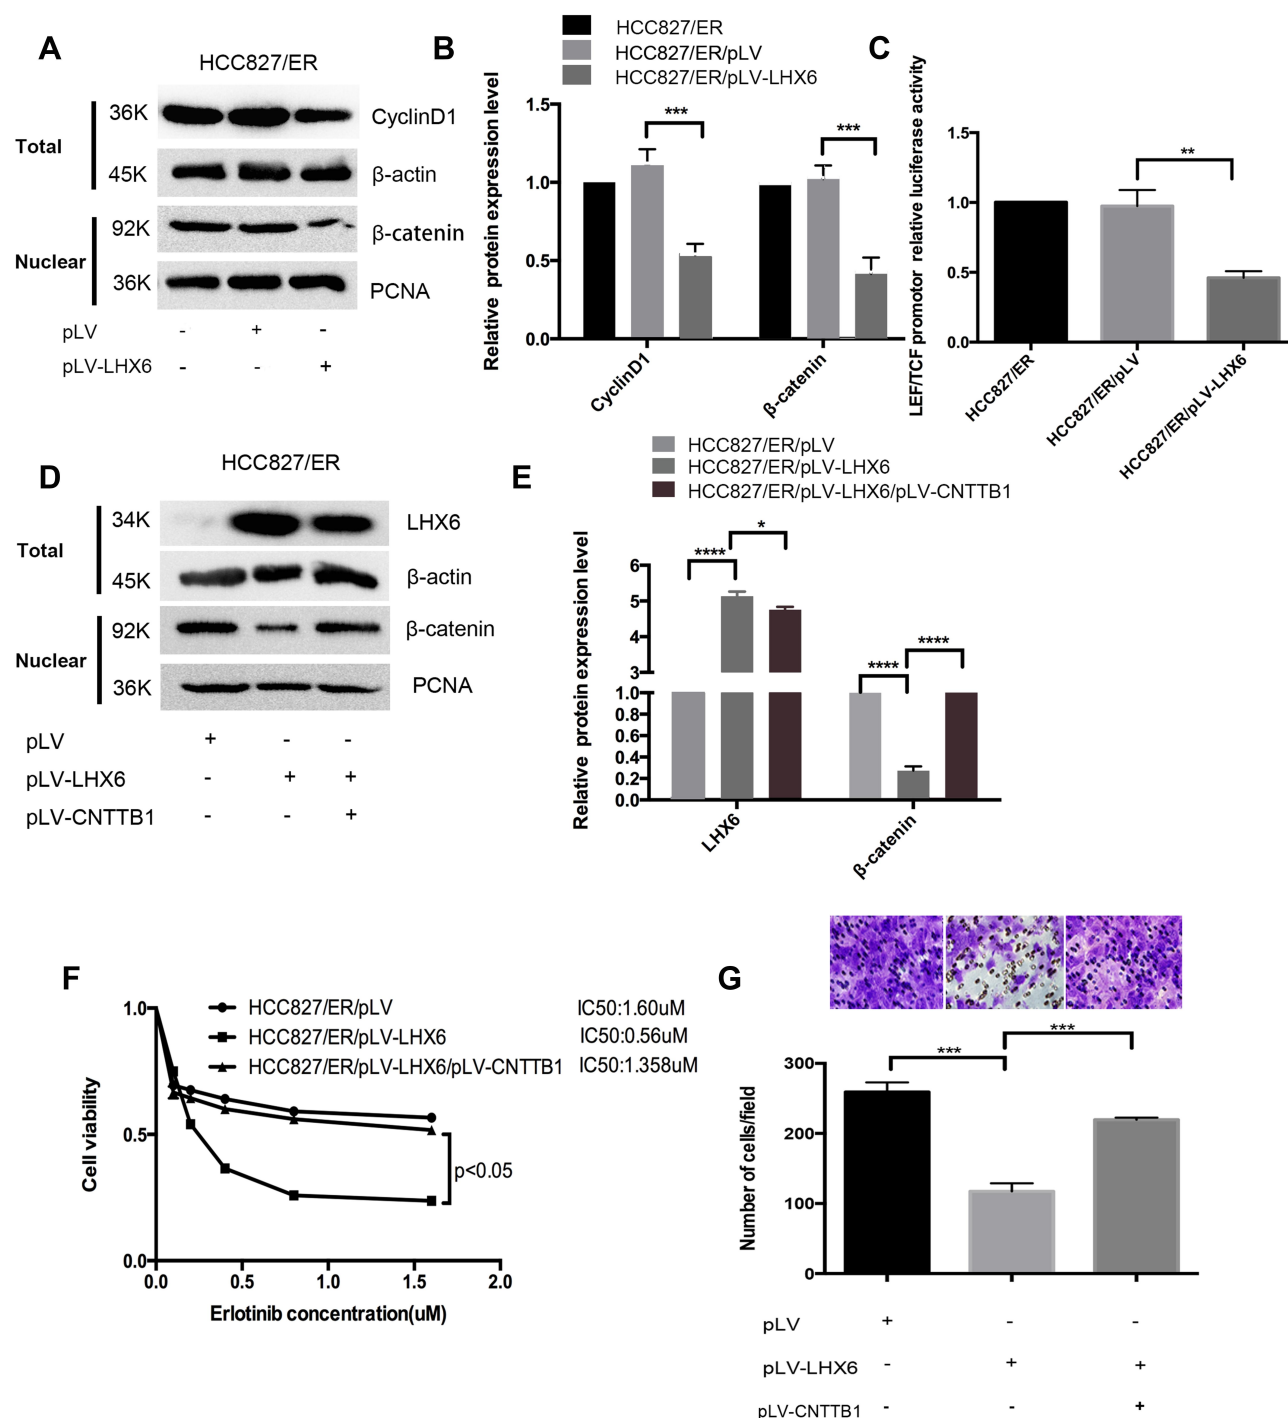 A
HCC827/ER
Total
36K
CyclinD1
45K
β-actin
Nuclear
92K
β-catenin
36K
PCNA
pLV - + -
pLV-LHX6 - - +
B
HCC827/ER
HCC827/ER/pLV
HCC827/ER/pLV-LHX6
Relative protein expression level
1.5
1.0
0.5
0.0
***
***
CyclinD1
β-catenin
C
LEF/TCF promotor relative luciferase activity
1.5
1.0
0.5
0.0
**
HCC827/ER
HCC827/ER/pLV
HCC827/ER/pLV-LHX6
D
HCC827/ER
Total
34K
LHX6
45K
β-actin
Nuclear
92K
β-catenin
36K
PCNA
pLV + - -
pLV-LHX6 - + +
pLV-CNTTB1 - - +
E
HCC827/ER/pLV
HCC827/ER/pLV-LHX6
HCC827/ER/pLV-LHX6/pLV-CNTTB1
Relative protein expression level
6
5
4
3
1.0
0.8
0.6
0.4
0.2
0.0
****
*
****
****
LHX6
β-catenin
F
HCC827/ER/pLV IC50:1.60uM
HCC827/ER/pLV-LHX6 IC50:0.56uM
HCC827/ER/pLV-LHX6/pLV-CNTTB1 IC50:1.358uM
Cell viability
1.0
0.5
0.0
p<0.05
0.0 0.5 1.0 1.5 2.0
Erlotinib concentration(uM)
G
Number of cells/field
300
200
100
0
***
***
pLV + - -
pLV-LHX6 - + +
pLV-CNTTB1 - - +